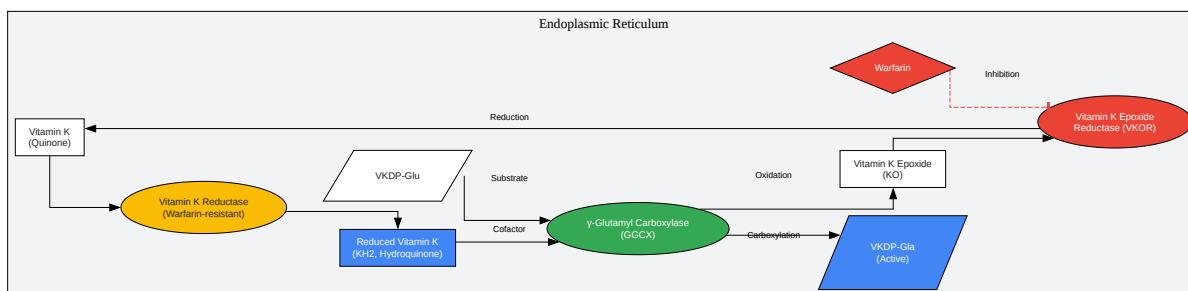 Endoplasmic Reticulum
Warfarin
Inhibition
Vitamin K Epoxide
Reductase (VKOR)
Reduction
Vitamin K
(Quinone)
VKDP-Glu
Substrate
Oxidation
Vitamin K Epoxide
(KO)
Vitamin K Reductase
(Warfarin-resistant)
Reduced Vitamin K
(KH2, Hydroquinone)
Cofactor
γ-Glutamyl Carboxylase
(GGCX)
Carboxylation
VKDP-Gla
(Active)